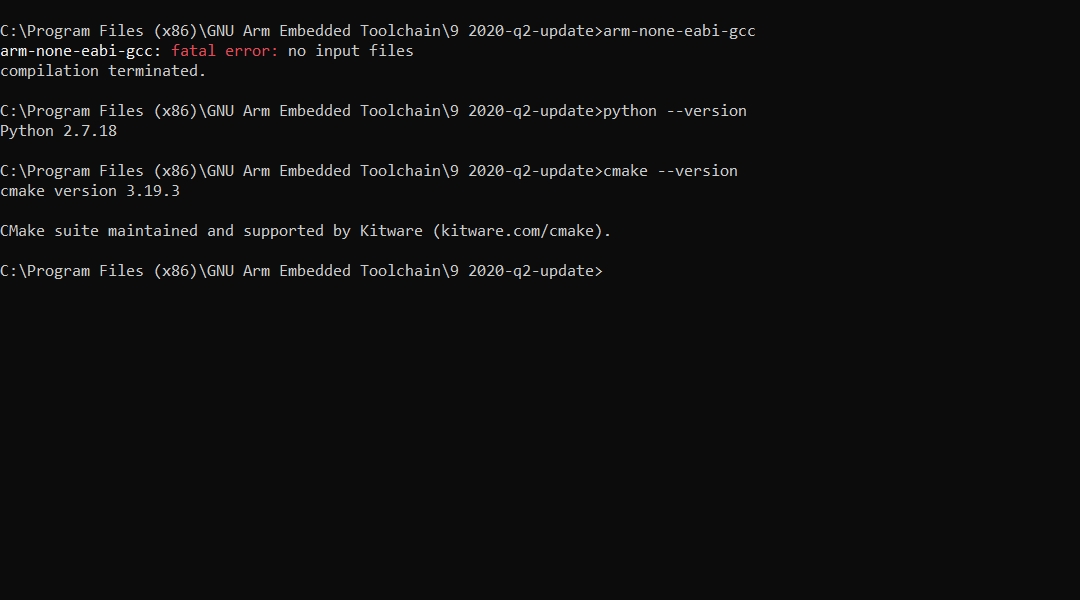 C:\Program Files (x86)\GNU Arm Embedded Toolchain\9 2020-q2-update>arm-none-eabi-gcc
arm-none-eabi-gcc: fatal error: no input files
compilation terminated.
C:\Program Files (x86)\GNU Arm Embedded Toolchain\9 2020-q2-update>python --version
Python 2.7.18
C:\Program Files (x86)\GNU Arm Embedded Toolchain\9 2020-q2-update>cmake --version
cmake version 3.19.3
CMake suite maintained and supported by Kitware (kitware.com/cmake).
C:\Program Files (x86)\GNU Arm Embedded Toolchain\9 2020-q2-update>